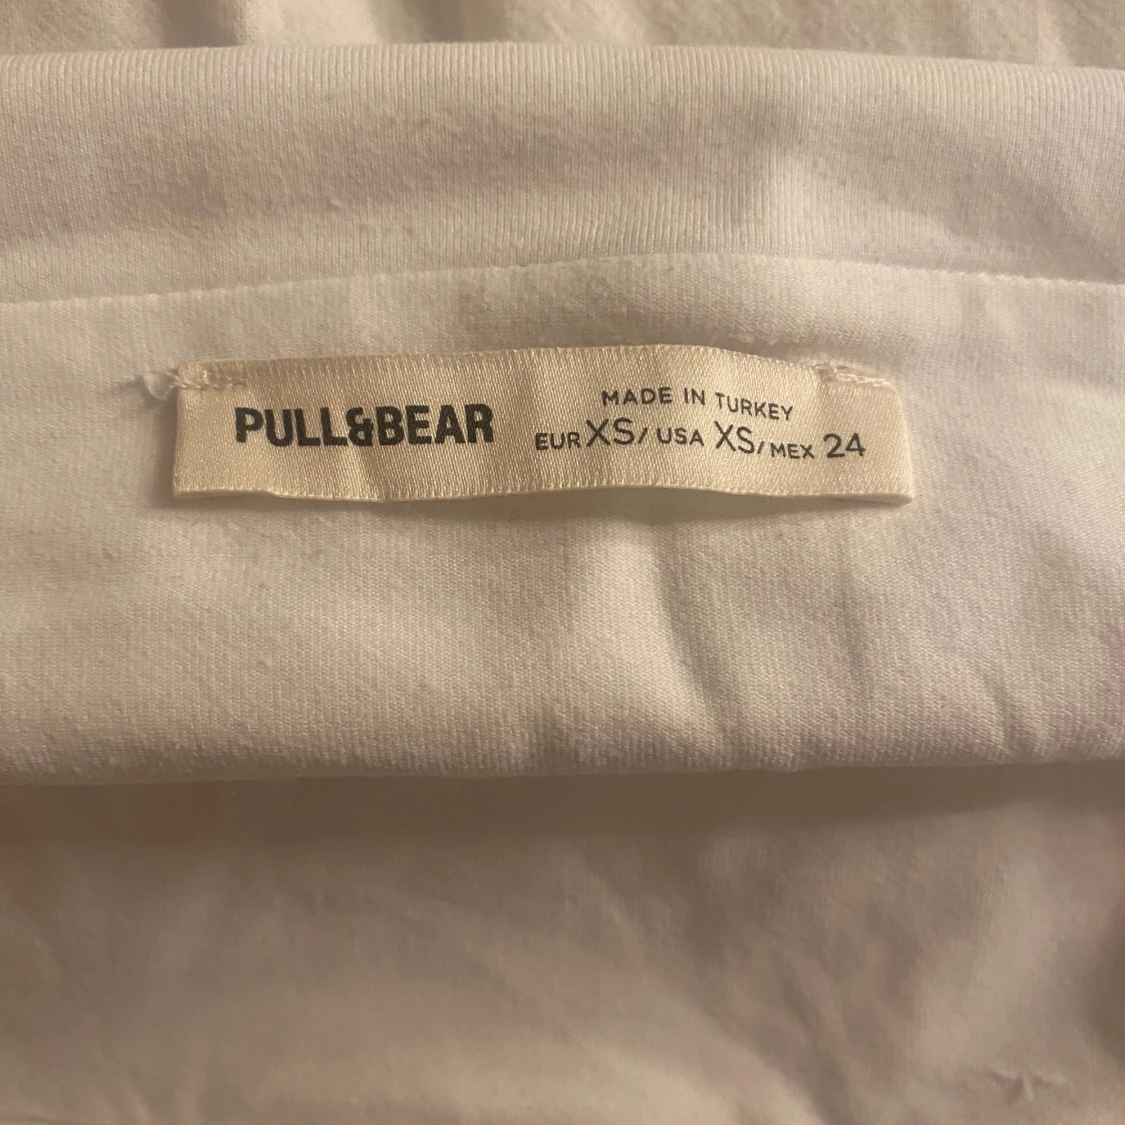 PULL&BEAR
MADE IN TURKEY
EUR XS/ USA XS/ MEX 24